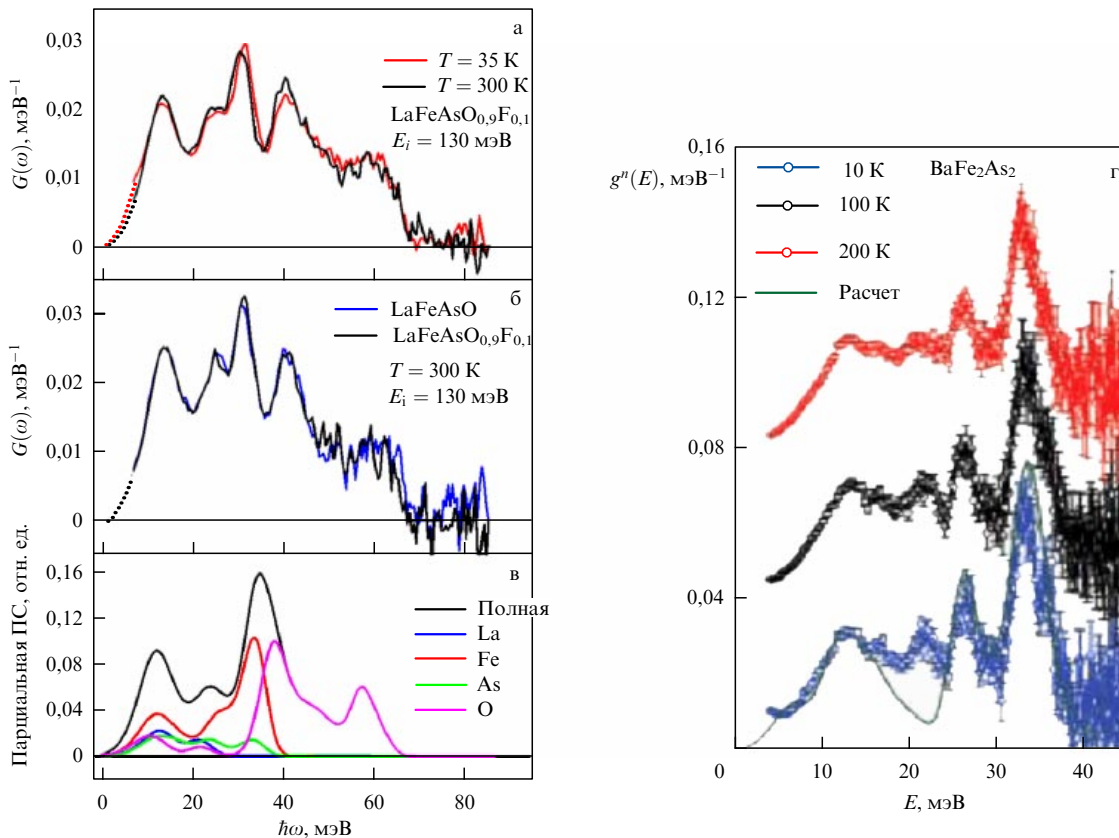 а
0,03
0,02
0,01
0
G(ω), мэВ⁻¹
T = 35 K
T = 300 K
LaFeAsO₀,₉F₀,₁
Eᵢ = 130 мэВ
б
0,03
0,02
0,01
0
G(ω), мэВ⁻¹
LaFeAsO
LaFeAsO₀,₉F₀,₁
T = 300 K
Eᵢ = 130 мэВ
в
0,16
0,12
0,08
0,04
0
Парциальная ПС, отн. ед.
Полная
La
Fe
As
O
0 20 40 60 80
ħω, мэВ
г
0,16
0,12
0,08
0,04
gⁿ(E), мэВ⁻¹
10 K
BaFe₂As₂
100 K
200 K
Расчет
0 10 20 30 40
E, мэВ